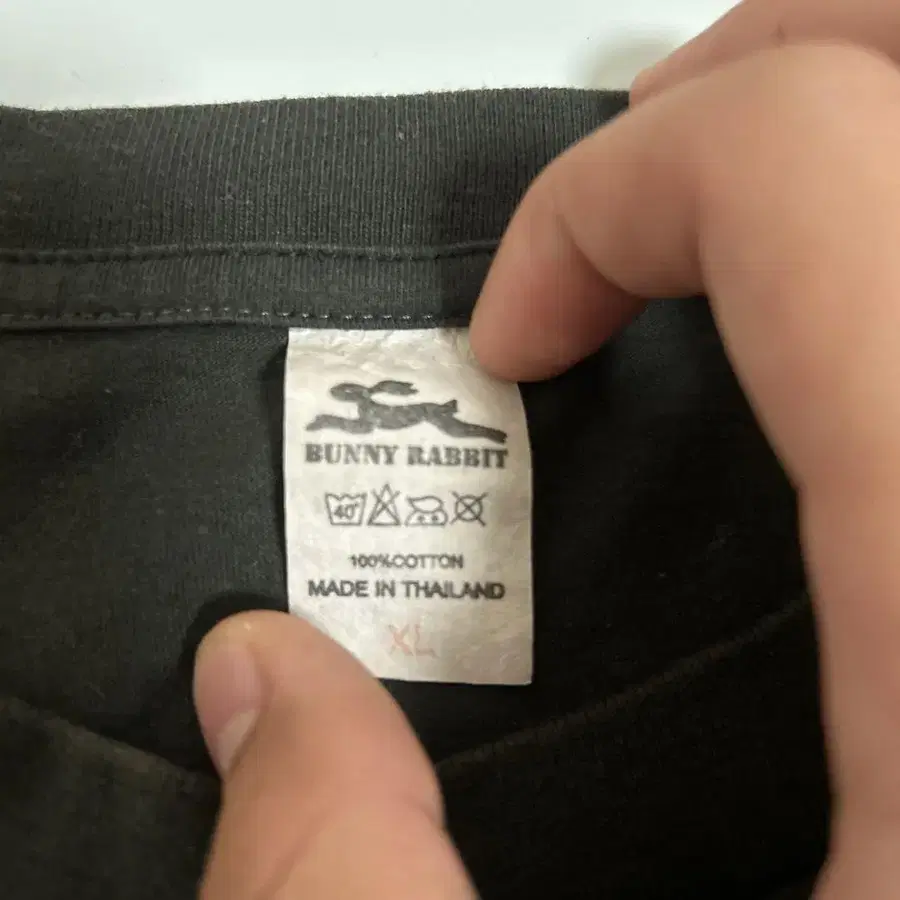 BUNNY RABBIT
40°
100%COTTON
MADE IN THAILAND
XL